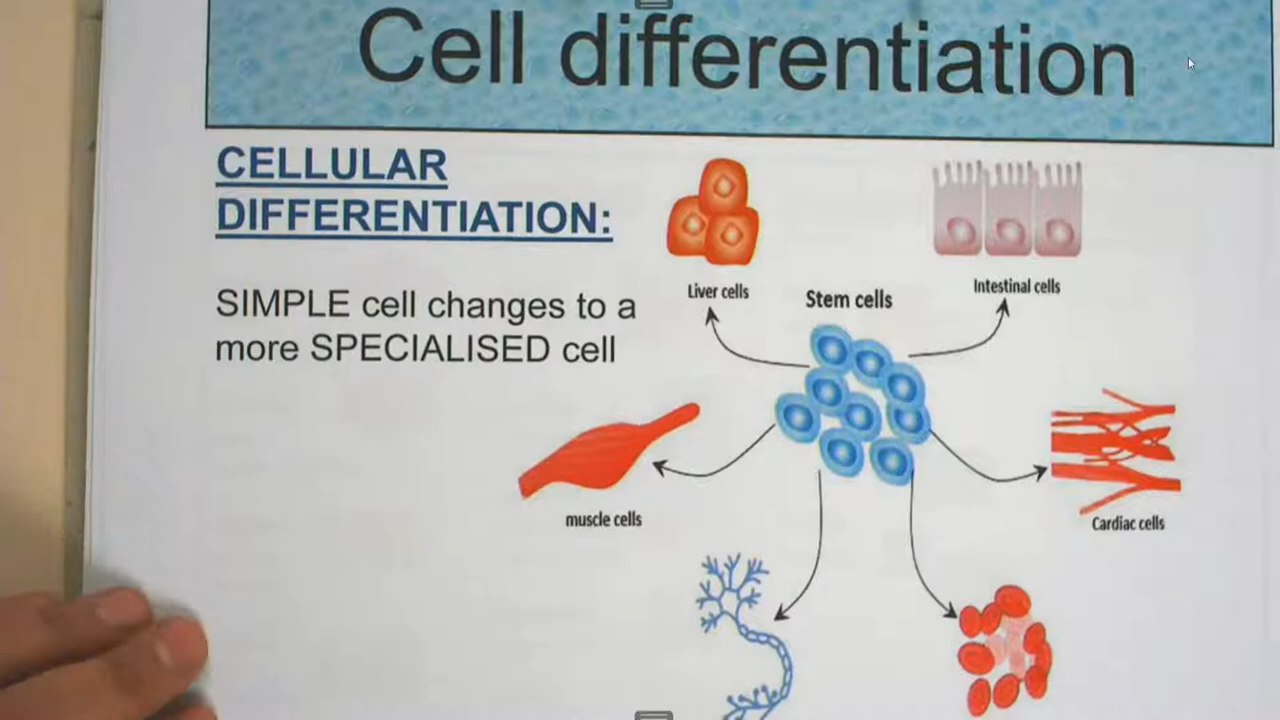 Cell differentiation
CELLULAR
DIFFERENTIATION:
SIMPLE cell changes to a
more SPECIALISED cell
Liver cells
Stem cells
Intestinal cells
muscle cells
Cardiac cells